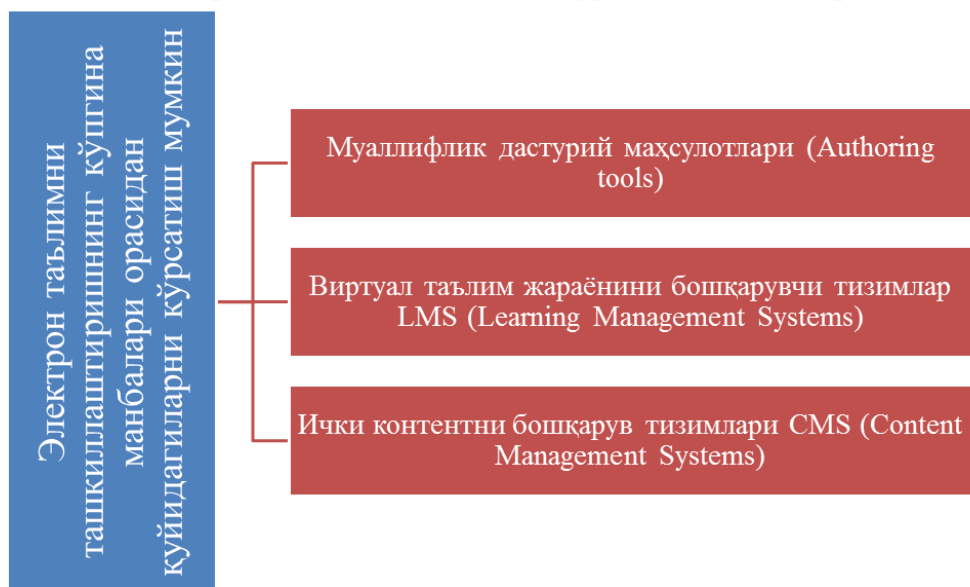 Электрон таълимни
ташкиллаштиришнинг кўпгина
манбалари орасидан
қуйидагиларни кўрсатиш мумкин
Муаллифлик дастурий маҳсулотлари (Authoring
tools)
Виртуал таълим жараёнини бошқарувчи тизимлар
LMS (Learning Management Systems)
Ички контентни бошқарув тизимлари CMS (Content
Management Systems)